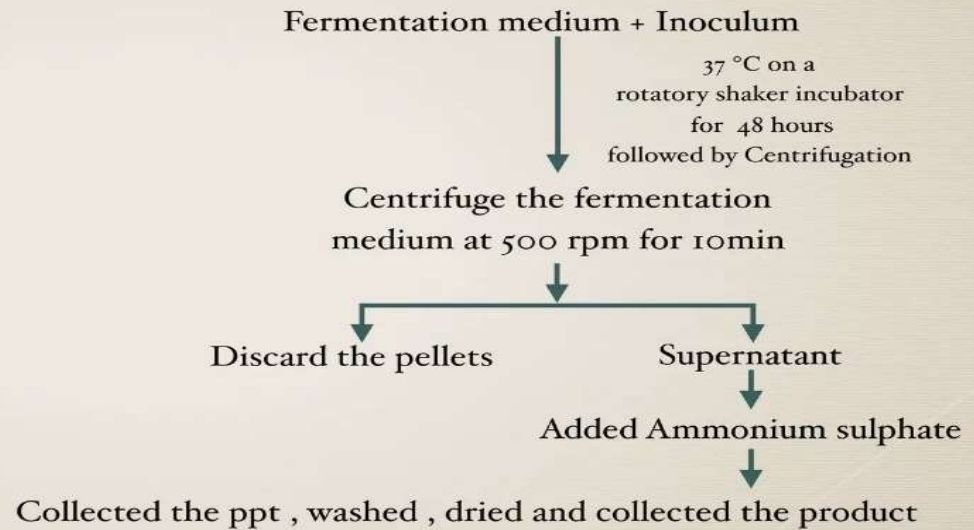 Fermentation medium + Inoculum
37 °C on a
rotatory shaker incubator
for 48 hours
followed by Centrifugation
Centrifuge the fermentation
medium at 500 rpm for 10min
Discard the pellets
Supernatant
Added Ammonium sulphate
Collected the ppt , washed , dried and collected the product